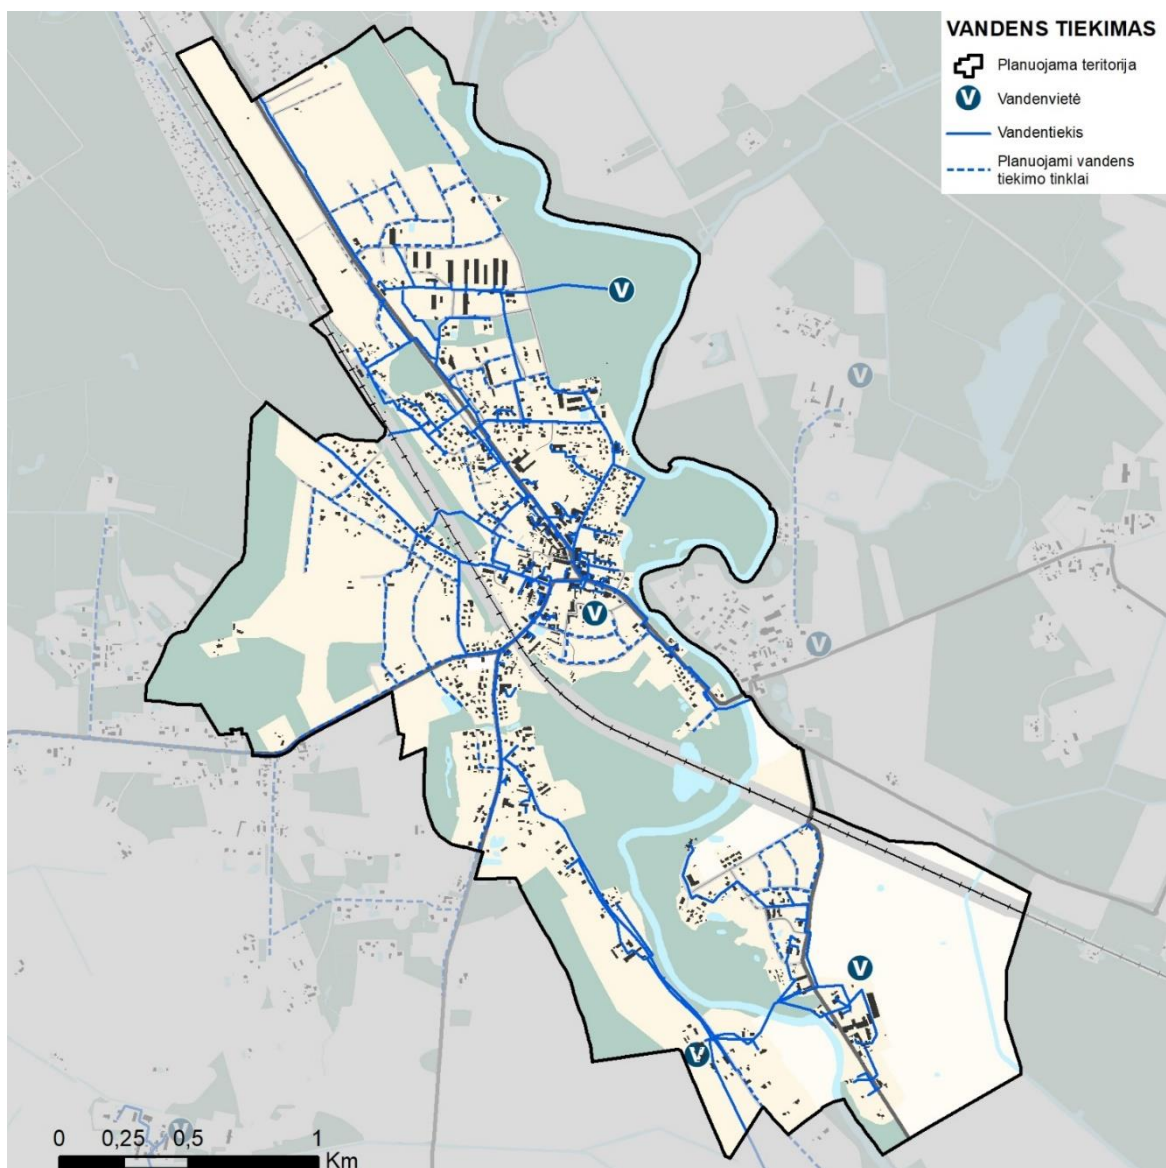 VANDENS TIEKIMAS
Planuojama teritorija
V
Vandenvietė
Vandentiekis
Planuojami vandens
tiekimo tinklai
V
V
V
V
V
V
V
V
0 0,25 0,5 1
Km